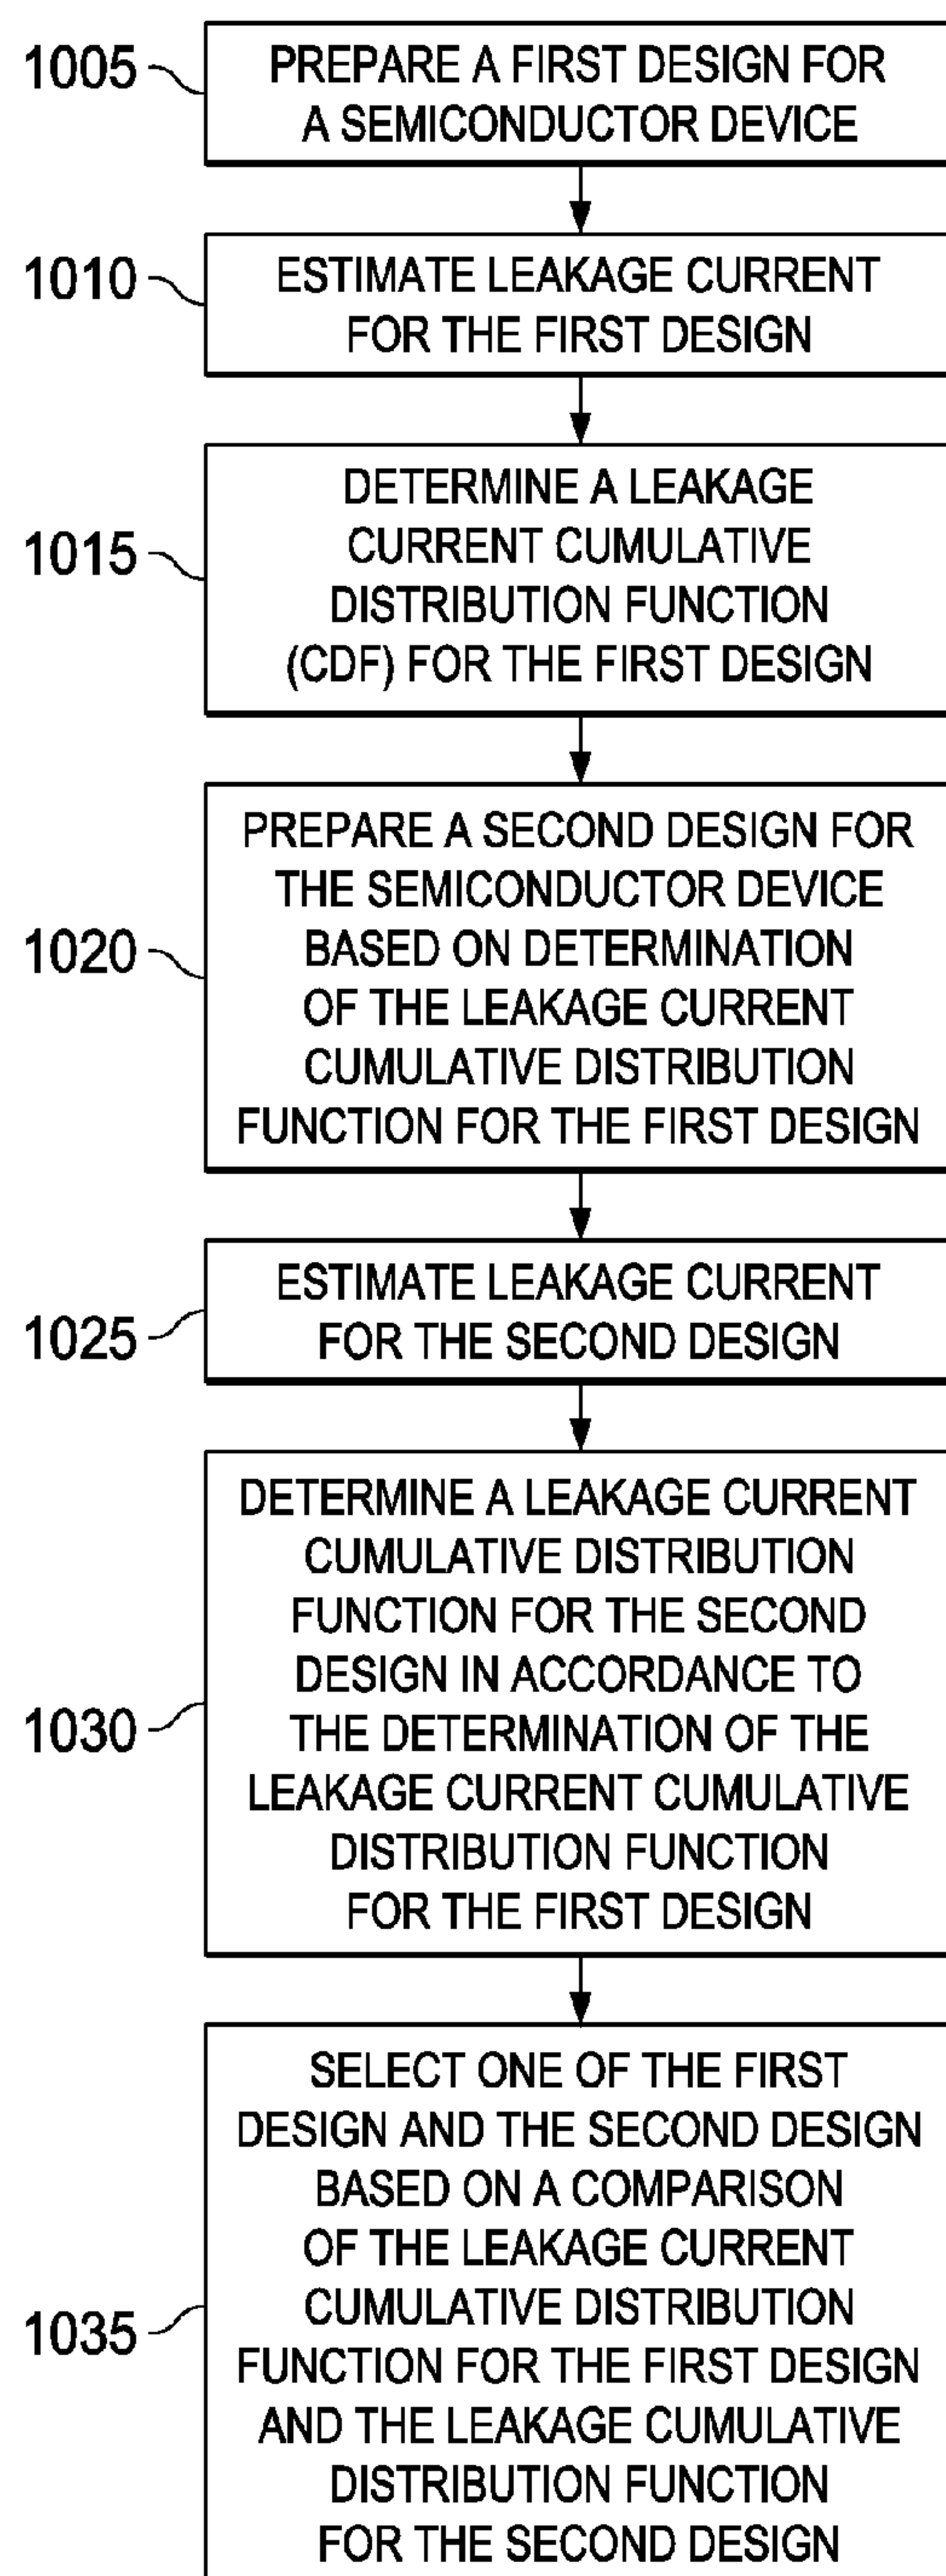 1005
PREPARE A FIRST DESIGN FOR
A SEMICONDUCTOR DEVICE
1010
ESTIMATE LEAKAGE CURRENT
FOR THE FIRST DESIGN
1015
DETERMINE A LEAKAGE
CURRENT CUMULATIVE
DISTRIBUTION FUNCTION
(CDF) FOR THE FIRST DESIGN
1020
PREPARE A SECOND DESIGN FOR
THE SEMICONDUCTOR DEVICE
BASED ON DETERMINATION
OF THE LEAKAGE CURRENT
CUMULATIVE DISTRIBUTION
FUNCTION FOR THE FIRST DESIGN
1025
ESTIMATE LEAKAGE CURRENT
FOR THE SECOND DESIGN
1030
DETERMINE A LEAKAGE CURRENT
CUMULATIVE DISTRIBUTION
FUNCTION FOR THE SECOND
DESIGN IN ACCORDANCE TO
THE DETERMINATION OF THE
LEAKAGE CURRENT CUMULATIVE
DISTRIBUTION FUNCTION
FOR THE FIRST DESIGN
1035
SELECT ONE OF THE FIRST
DESIGN AND THE SECOND DESIGN
BASED ON A COMPARISON
OF THE LEAKAGE CURRENT
CUMULATIVE DISTRIBUTION
FUNCTION FOR THE FIRST DESIGN
AND THE LEAKAGE CUMULATIVE
DISTRIBUTION FUNCTION
FOR THE SECOND DESIGN